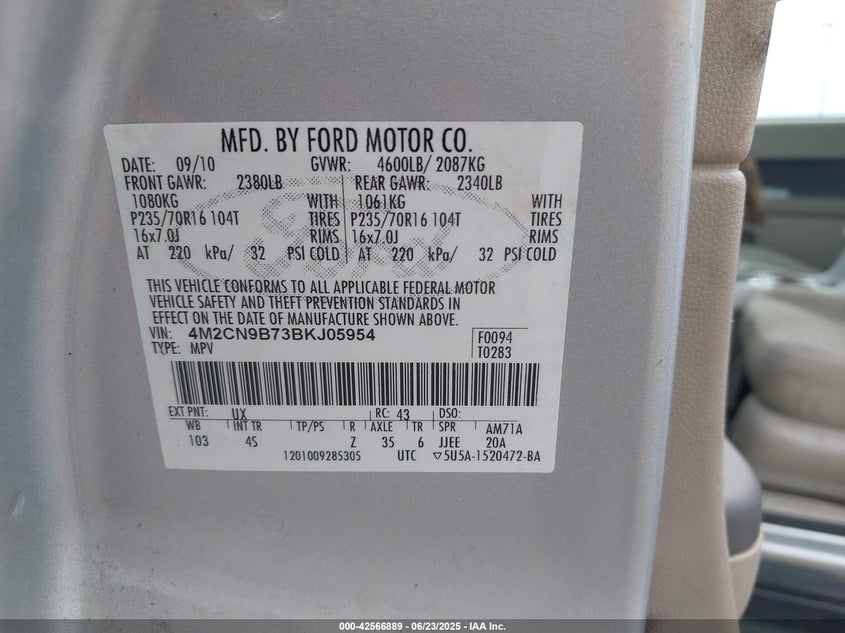 MFD. BY FORD MOTOR CO.
DATE: 09/10 GVWR: 4600LB/ 2087KG
FRONT GAWR: 2380LB REAR GAWR: 2340LB
1080KG WITH 1061KG WITH
P235/70R16 104T TIRES P235/70R16 104T TIRES
16x7.0J RIMS 16x7.0J RIMS
AT 220 kPa/ 32 PSI COLD AT 220 kPa/ 32 PSI COLD
THIS VEHICLE CONFORMS TO ALL APPLICABLE FEDERAL MOTOR
VEHICLE SAFETY AND THEFT PREVENTION STANDARDS IN
EFFECT ON THE DATE OF MANUFACTURE SHOWN ABOVE.
VIN: 4M2CN9B73BKJ05954 F0094
TYPE: MPV T0283
EXT PNT: UX RC: 43 DSO:
WB INT TR TP/PS R AXLE TR SPR AM71A
103 4S Z 35 6 JJEE 20A
1201009285305 UTC ▽5U5A-1520472-BA
Ford
000-42566889 - 06/23/2025 - IAA Inc.